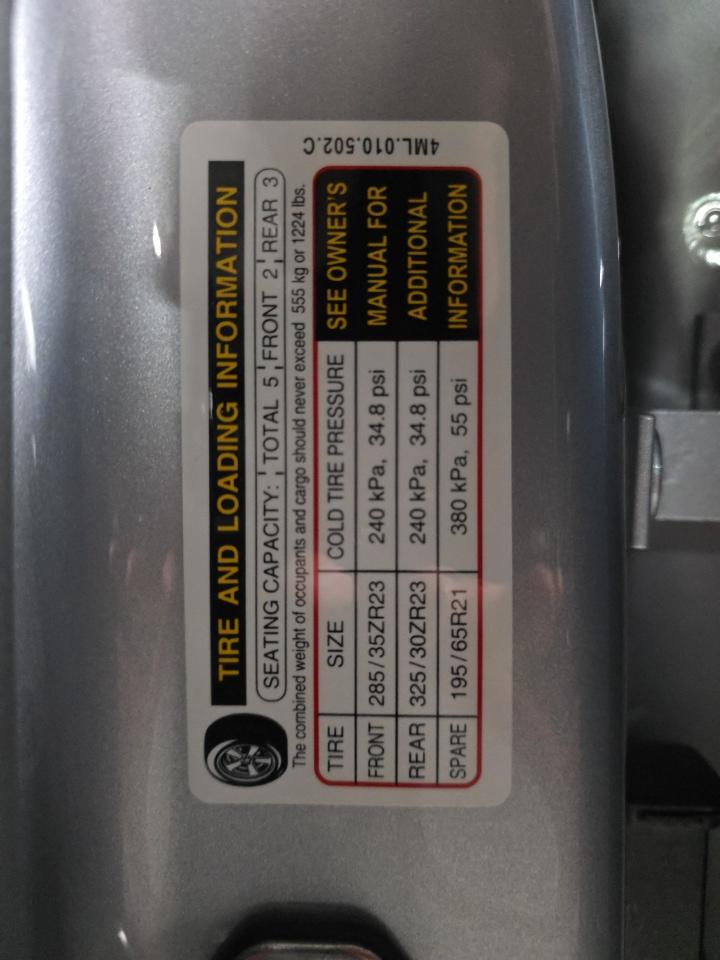 TIRE AND LOADING INFORMATION
SEATING CAPACITY: ¦ TOTAL 5 ¦ FRONT 2 ¦ REAR 3
The combined weight of occupants and cargo should never exceed 555 kg or 1224 lbs.
TIRE SIZE COLD TIRE PRESSURE SEE OWNER'S
FRONT 285/35ZR23 240 kPa, 34.8 psi MANUAL FOR
REAR 325/30ZR23 240 kPa, 34.8 psi ADDITIONAL
SPARE 195/65R21 380 kPa, 55 psi INFORMATION
4ML.010.502.C